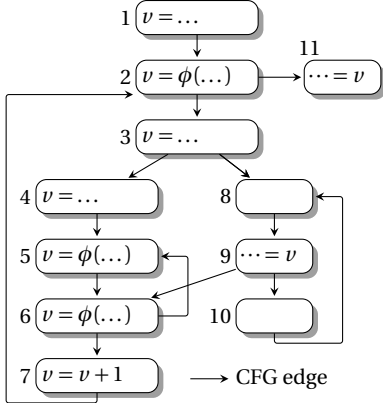 1 v = …
11
2 v = ϕ(…)
⋯ = v
3 v = …
4 v = …
8
5 v = ϕ(…)
9 ⋯ = v
6 v = ϕ(…)
10
7 v = v + 1
CFG edge